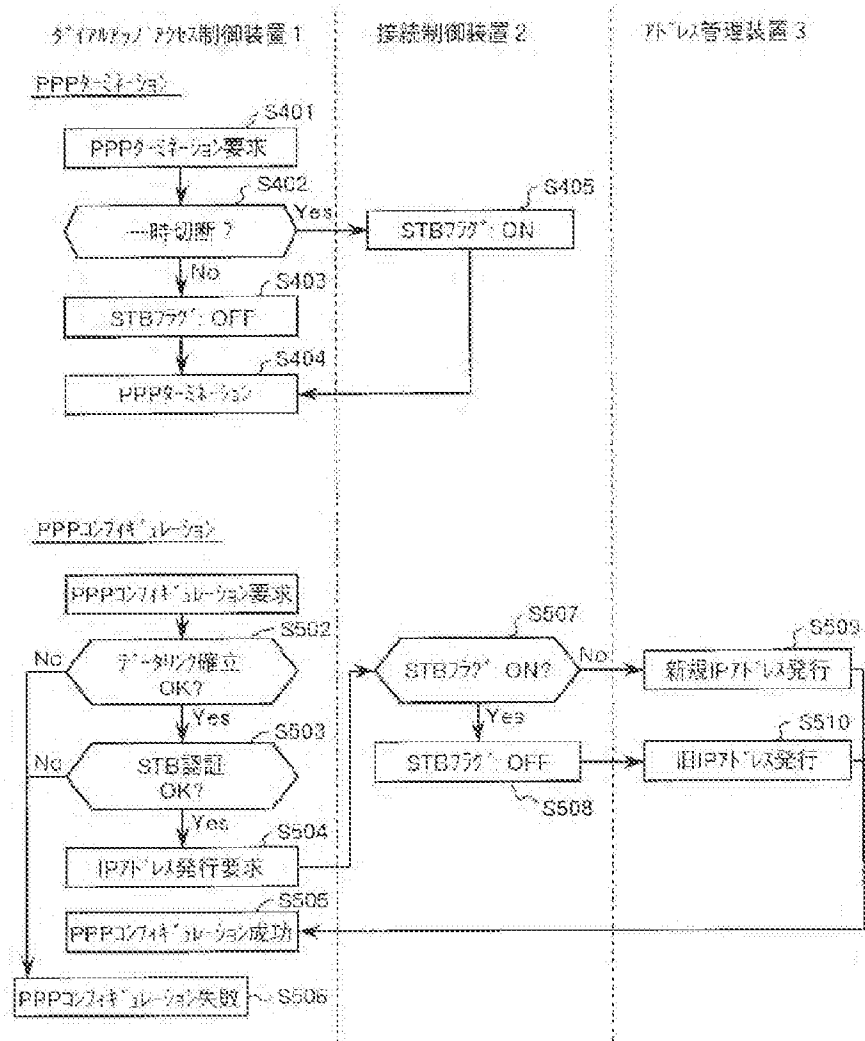 ダイアルアップアクセス制御装置1
接続制御装置2
アドレス管理装置3
PPPターミネーション
S401
PPPターミネーション要求
S402
一時切断?
Yes
S405
STBフラグ: ON
No
S403
STBフラグ: OFF
S404
PPPターミネーション
PPPコンフィギュレーション
PPPコンフィギュレーション要求
S502
データリンク確立
OK?
No
Yes
S503
STB認証
OK?
No
Yes
S504
IPアドレス発行要求
S505
PPPコンフィギュレーション成功
PPPコンフィギュレーション失敗
S506
S507
STBフラグ: ON?
No
Yes
STBフラグ: OFF
S508
S509
新規IPアドレス発行
S510
旧IPアドレス発行